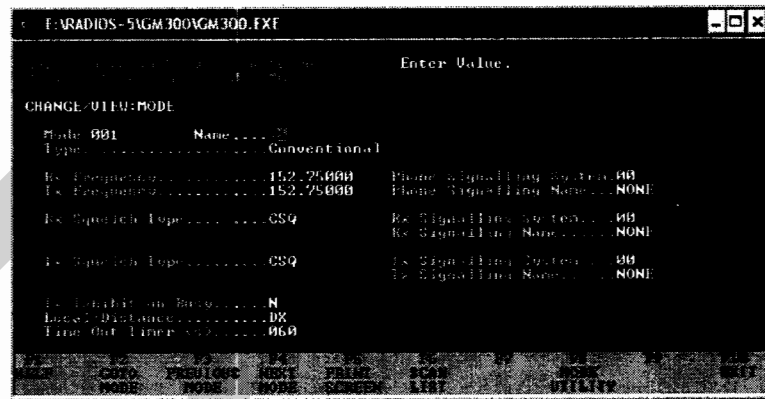 F:\RADIOS-5\GM300\GM300.EXE
Enter Value.
CHANGE/VIEW:MODE
Mode 001 Name....
Type....................Conventional
Rx Frequency............152.75000 Phone Signalling System.00
Tx Frequency............152.75000 Phone Signalling Name...NONE
Rx Squelch Type.........CSQ Rx Signalling System....00
Rx Signalling Name......NONE
Tx Squelch Type.........CSQ Tx Signalling System....00
Tx Signalling Name......NONE
Tx Inhibit on Busy......N
Local/Distance..........DX
Time Out Timer ........060
GOTO PREVIOUS NEXT PRINT SCAN MODE EXIT
MODE MODE MODE SCREEN LIST UTILITY